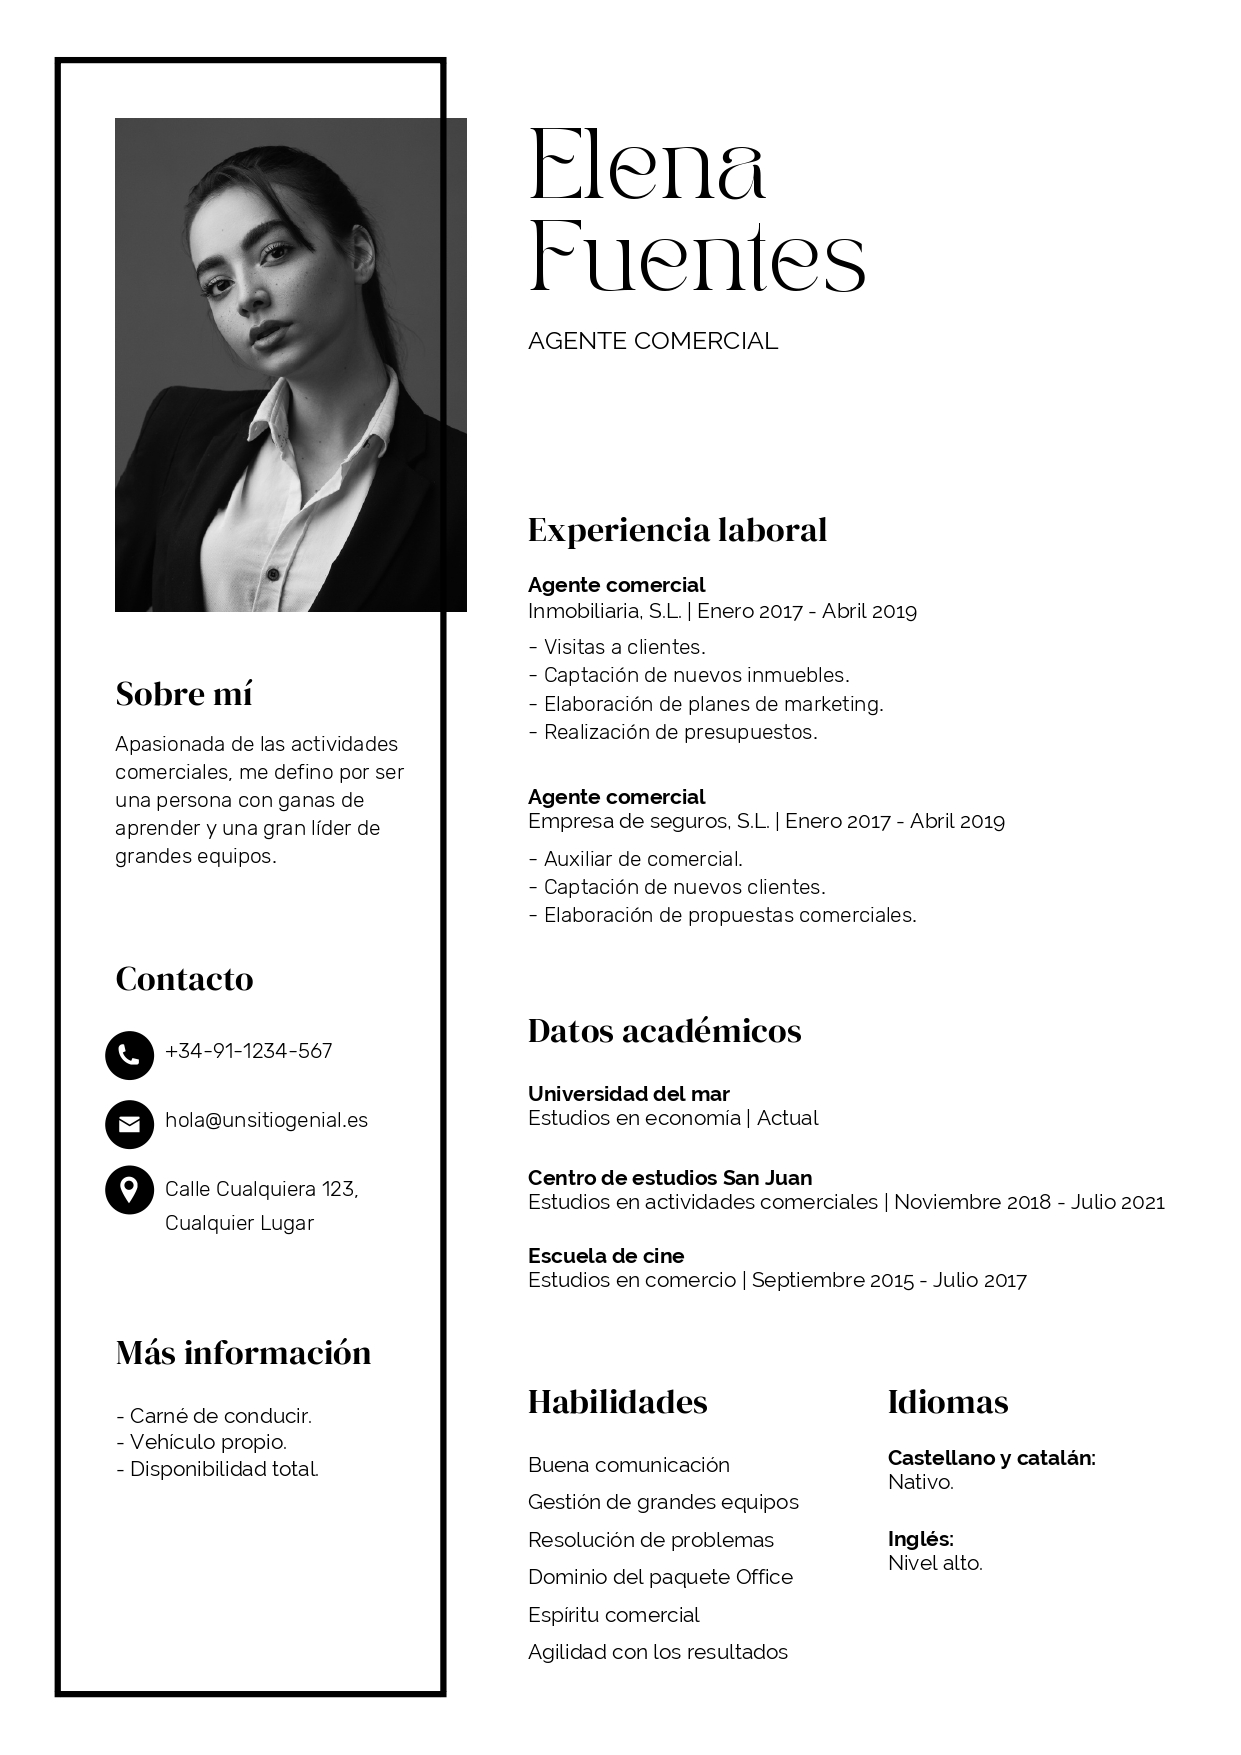 Elena
Fuentes
AGENTE COMERCIAL
Sobre mí
Apasionada de las actividades
comerciales, me defino por ser
una persona con ganas de
aprender y una gran líder de
grandes equipos.
Contacto
+34-91-1234-567
hola@unsitiogenial.es
Calle Cualquiera 123,
Cualquier Lugar
Más información
- Carné de conducir.
- Vehículo propio.
- Disponibilidad total.
Experiencia laboral
Agente comercial
Inmobiliaria, S.L. | Enero 2017 - Abril 2019
- Visitas a clientes.
- Captación de nuevos inmuebles.
- Elaboración de planes de marketing.
- Realización de presupuestos.
Agente comercial
Empresa de seguros, S.L. | Enero 2017 - Abril 2019
- Auxiliar de comercial.
- Captación de nuevos clientes.
- Elaboración de propuestas comerciales.
Datos académicos
Universidad del mar
Estudios en economía | Actual
Centro de estudios San Juan
Estudios en actividades comerciales | Noviembre 2018 - Julio 2021
Escuela de cine
Estudios en comercio | Septiembre 2015 - Julio 2017
Habilidades
Buena comunicación
Gestión de grandes equipos
Resolución de problemas
Dominio del paquete Office
Espíritu comercial
Agilidad con los resultados
Idiomas
Castellano y catalán:
Nativo.
Inglés:
Nivel alto.